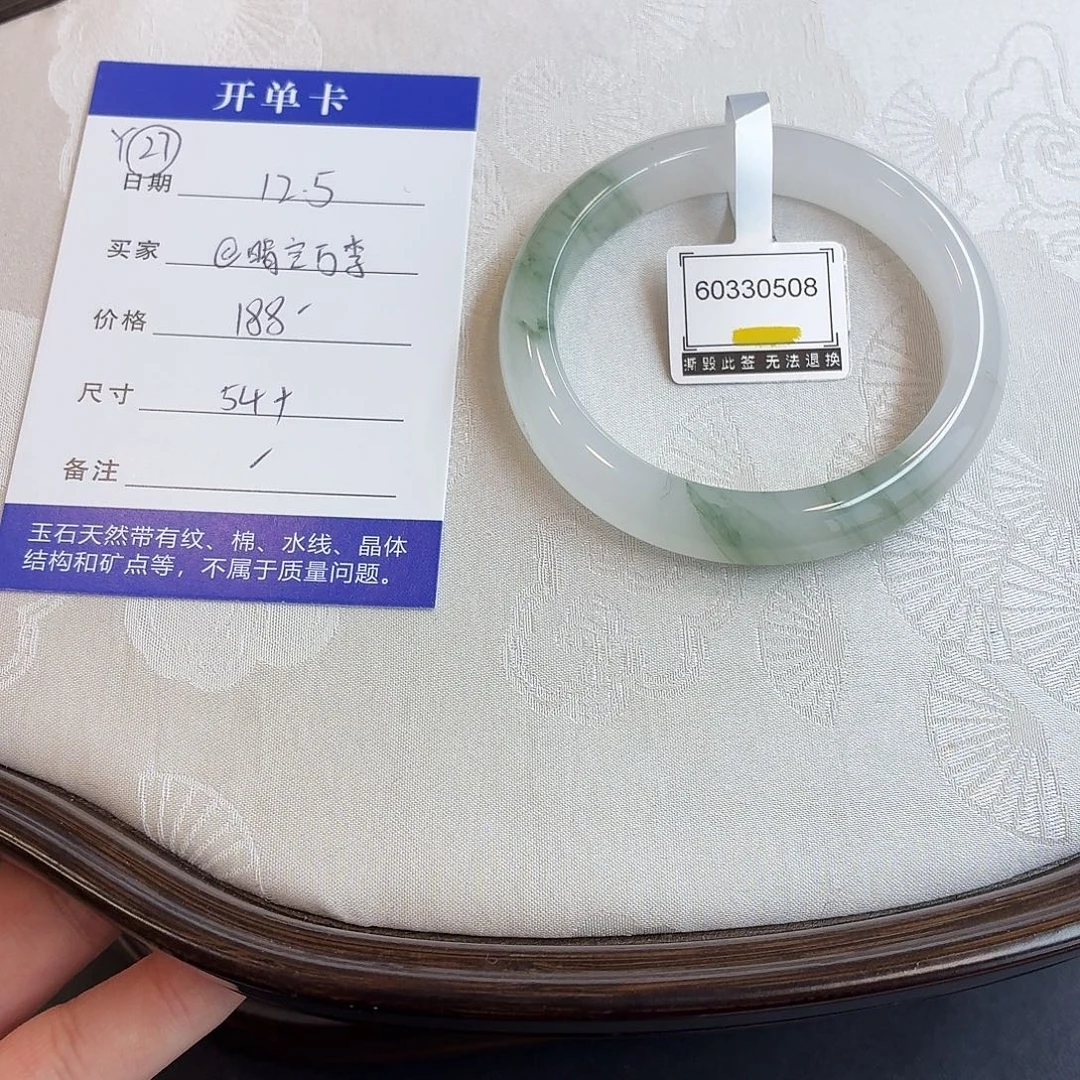 开单卡
Y㉗
日期 12.5
买家
价格 188
尺寸 54+
备注 /
玉石天然带有纹、棉、水线、晶体
结构和矿点等，不属于质量问题。
60330508
撕毁此签 无法退换